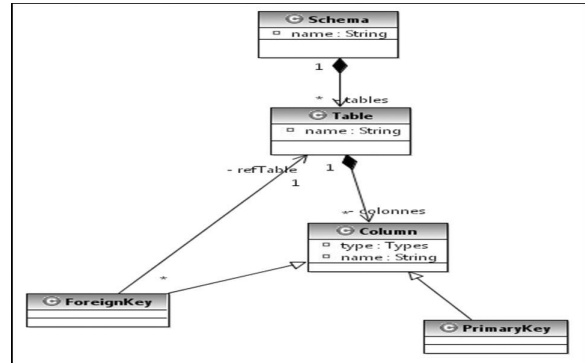 C Schema
name : String
1
* - tables
C Table
name : String
- refTable
1
1
*- colonnes
C Column
type : Types
name : String
*
C ForeignKey
C PrimaryKey